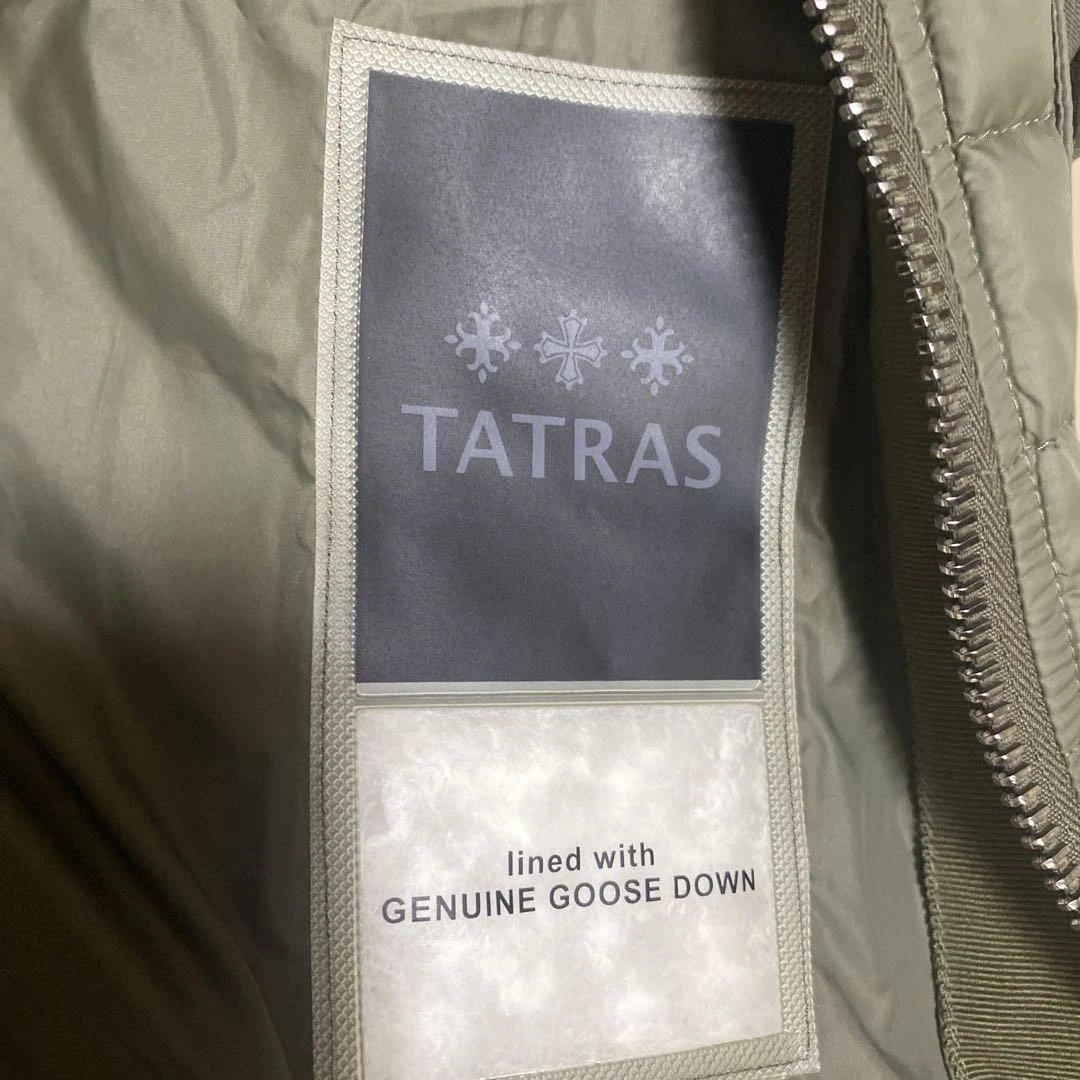 TATRAS
lined with
GENUINE GOOSE DOWN